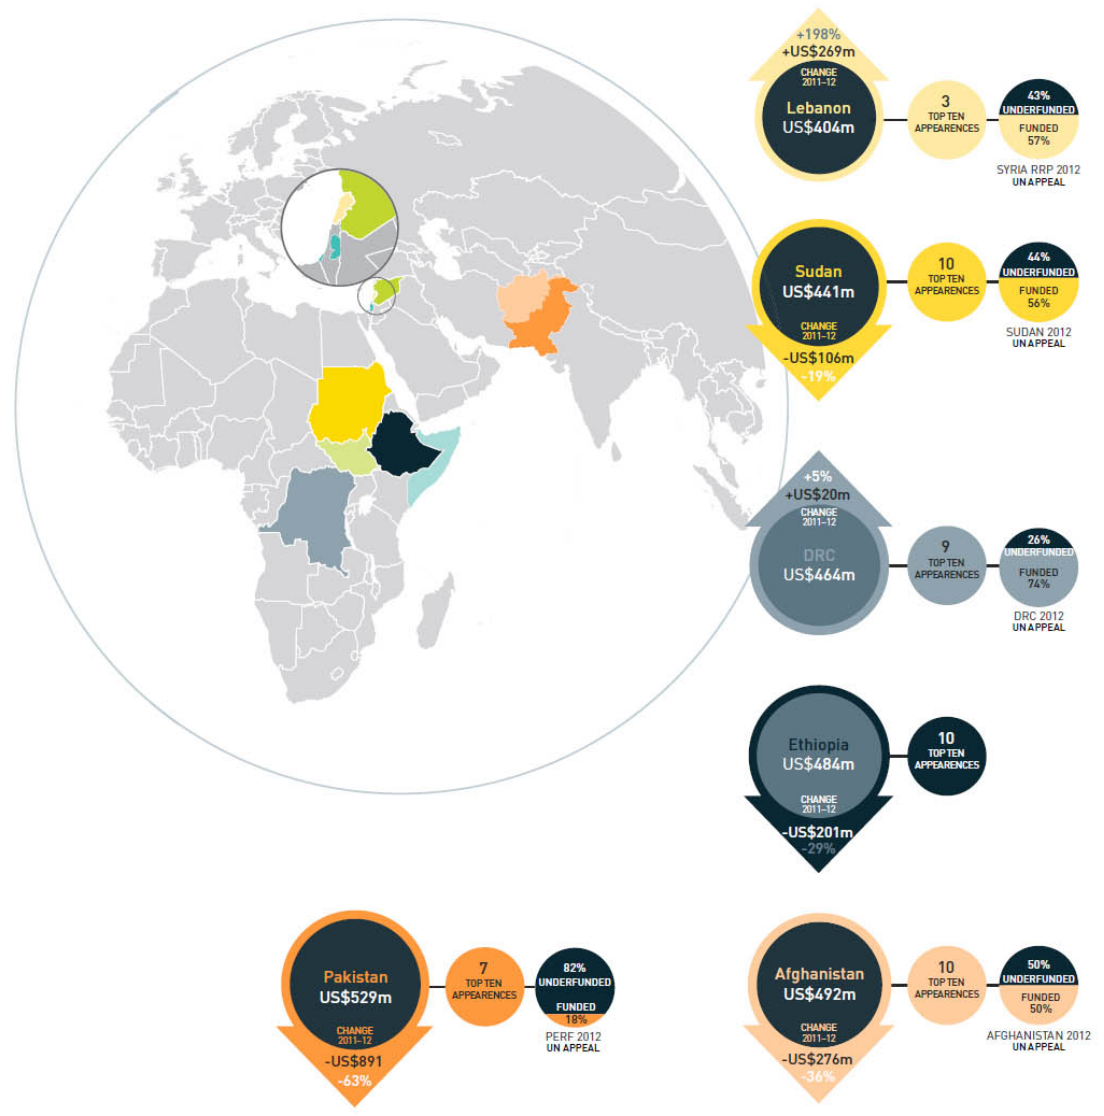 +198%
+US$269m
CHANGE
2011–12
Lebanon
US$404m
3
TOP TEN
APPEARENCES
43%
UNDERFUNDED
FUNDED
57%
SYRIA RRP 2012
UN APPEAL
Sudan
US$441m
CHANGE
2011–12
-US$106m
-19%
10
TOP TEN
APPEARENCES
44%
UNDERFUNDED
FUNDED
56%
SUDAN 2012
UN APPEAL
+5%
+US$20m
CHANGE
2011–12
DRC
US$464m
9
TOP TEN
APPEARENCES
26%
UNDERFUNDED
FUNDED
74%
DRC 2012
UN APPEAL
Ethiopia
US$484m
CHANGE
2011–12
-US$201m
-29%
10
TOP TEN
APPEARENCES
Pakistan
US$529m
CHANGE
2011–12
-US$891
-63%
7
TOP TEN
APPEARENCES
82%
UNDERFUNDED
FUNDED
18%
PERF 2012
UN APPEAL
Afghanistan
US$492m
CHANGE
2011–12
-US$276m
-36%
10
TOP TEN
APPEARENCES
50%
UNDERFUNDED
FUNDED
50%
AFGHANISTAN 2012
UN APPEAL